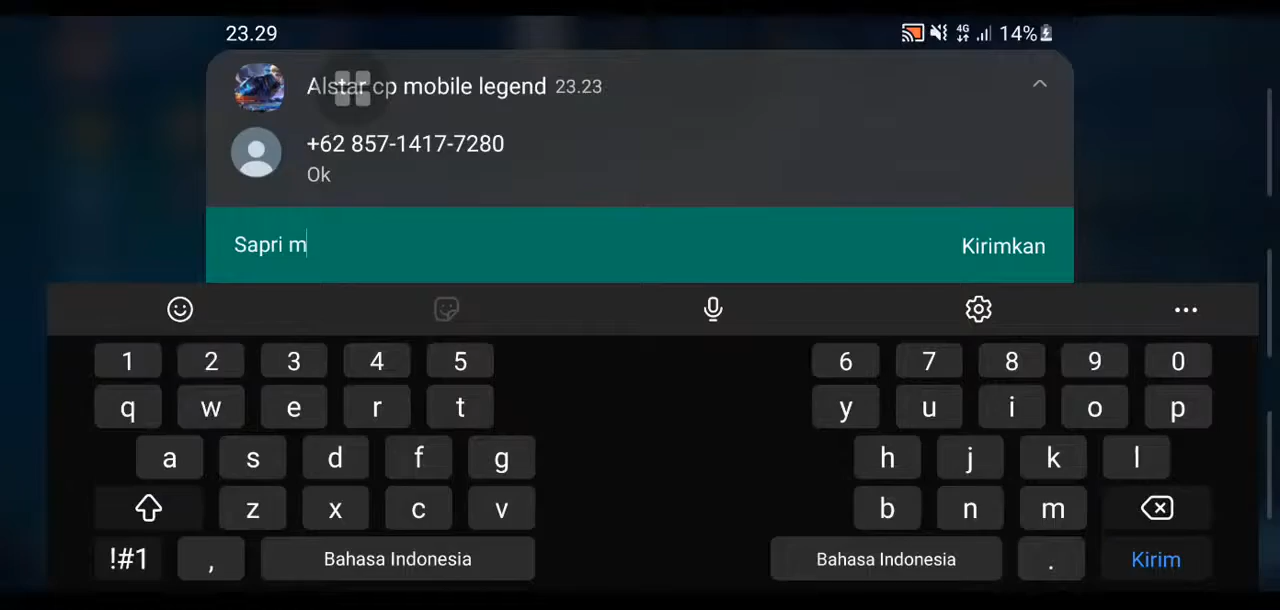 23.29
4G 14%
Alstar cp mobile legend 23.23
+62 857-1417-7280
Ok
Sapri m Kirimkan
1 2 3 4 5 6 7 8 9 0
q w e r t y u i o p
a s d f g h j k l
z x c v b n m
!#1 , Bahasa Indonesia Bahasa Indonesia . Kirim